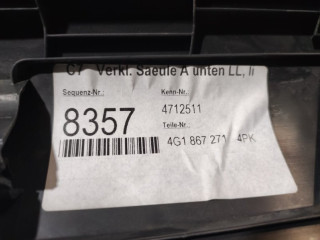 C7 Verkl. Saeule A unten LL, li
Sequenz-Nr.:
Kenn-Nr.:
8357
4712511
Teile-Nr.:
4G1 867 271 4PK